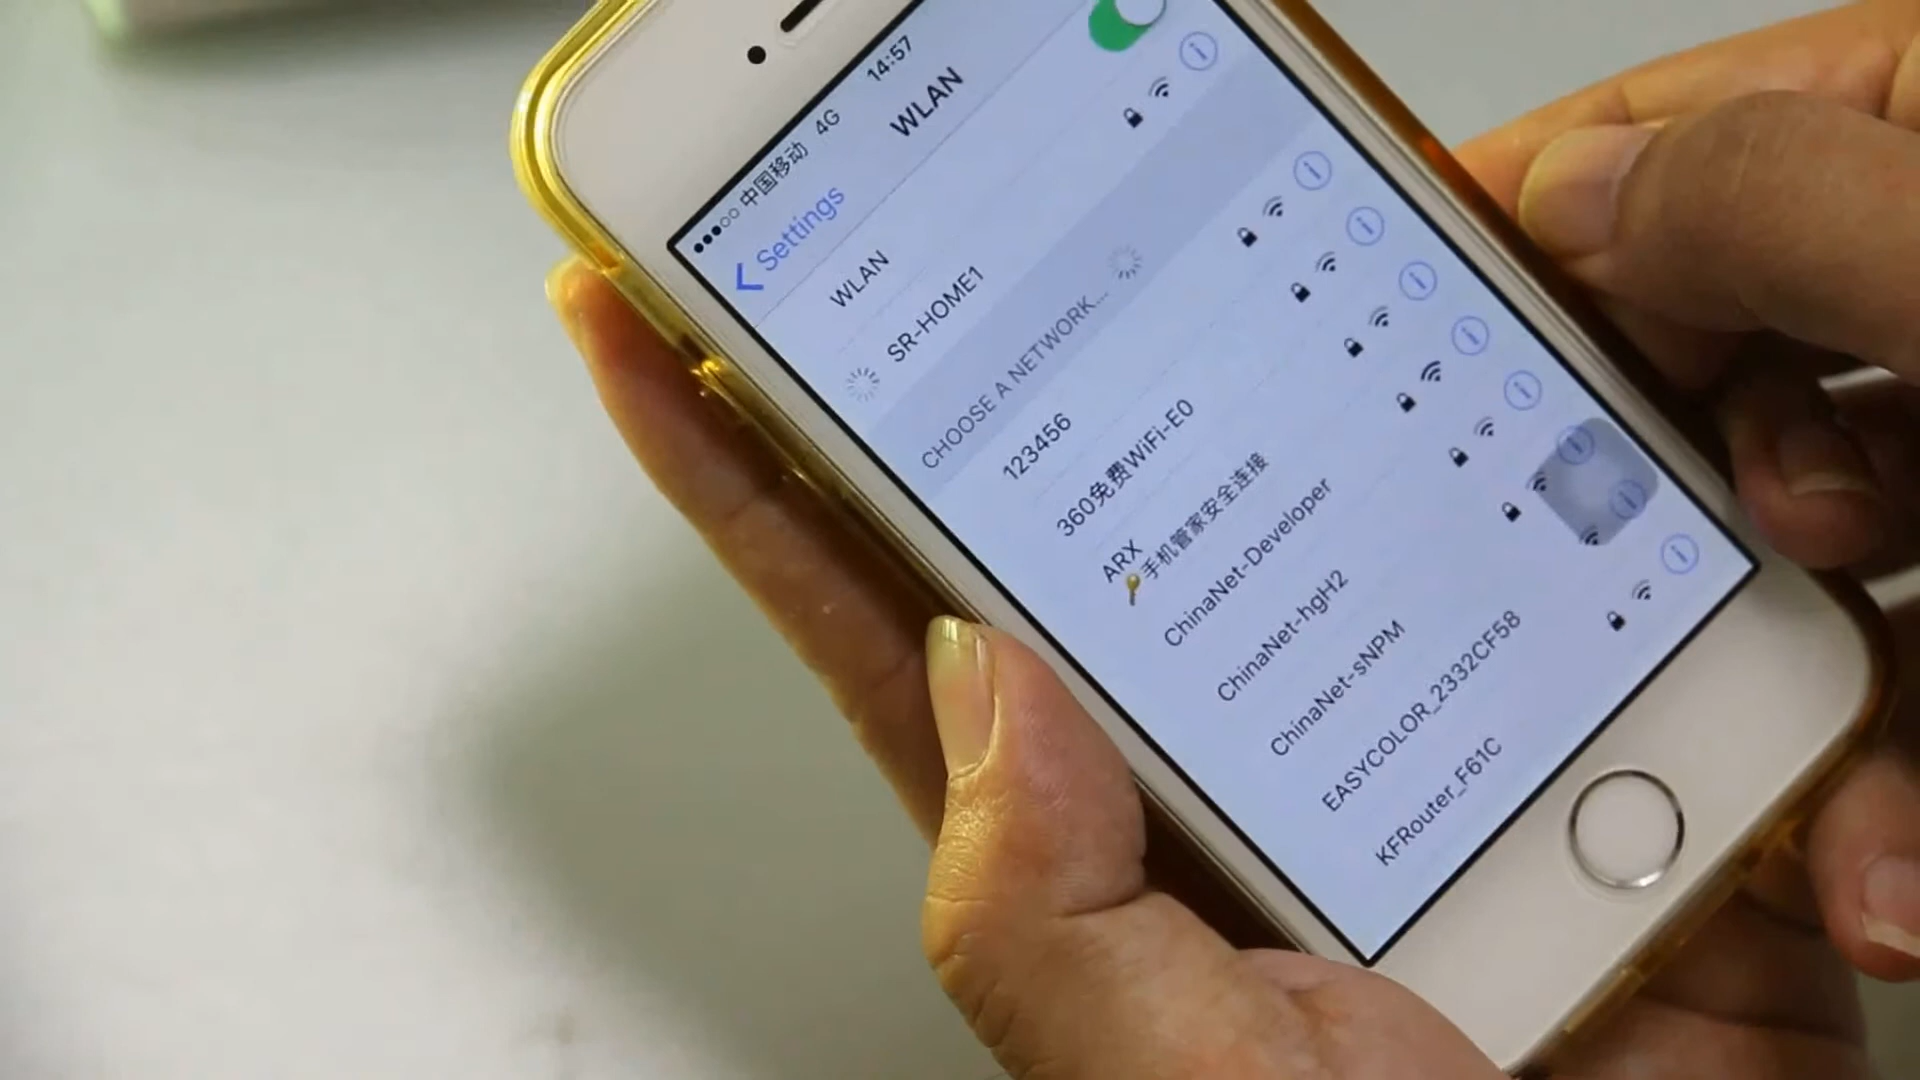 中国移动 4G 14:57
Settings WLAN
WLAN
SR-HOME1
CHOOSE A NETWORK...
123456
360免费WiFi-E0
ARX
手机管家安全连接
ChinaNet-Developer
ChinaNet-hgH2
ChinaNet-sNPM
EASYCOLOR_2332CF58
KFRouter_F61C